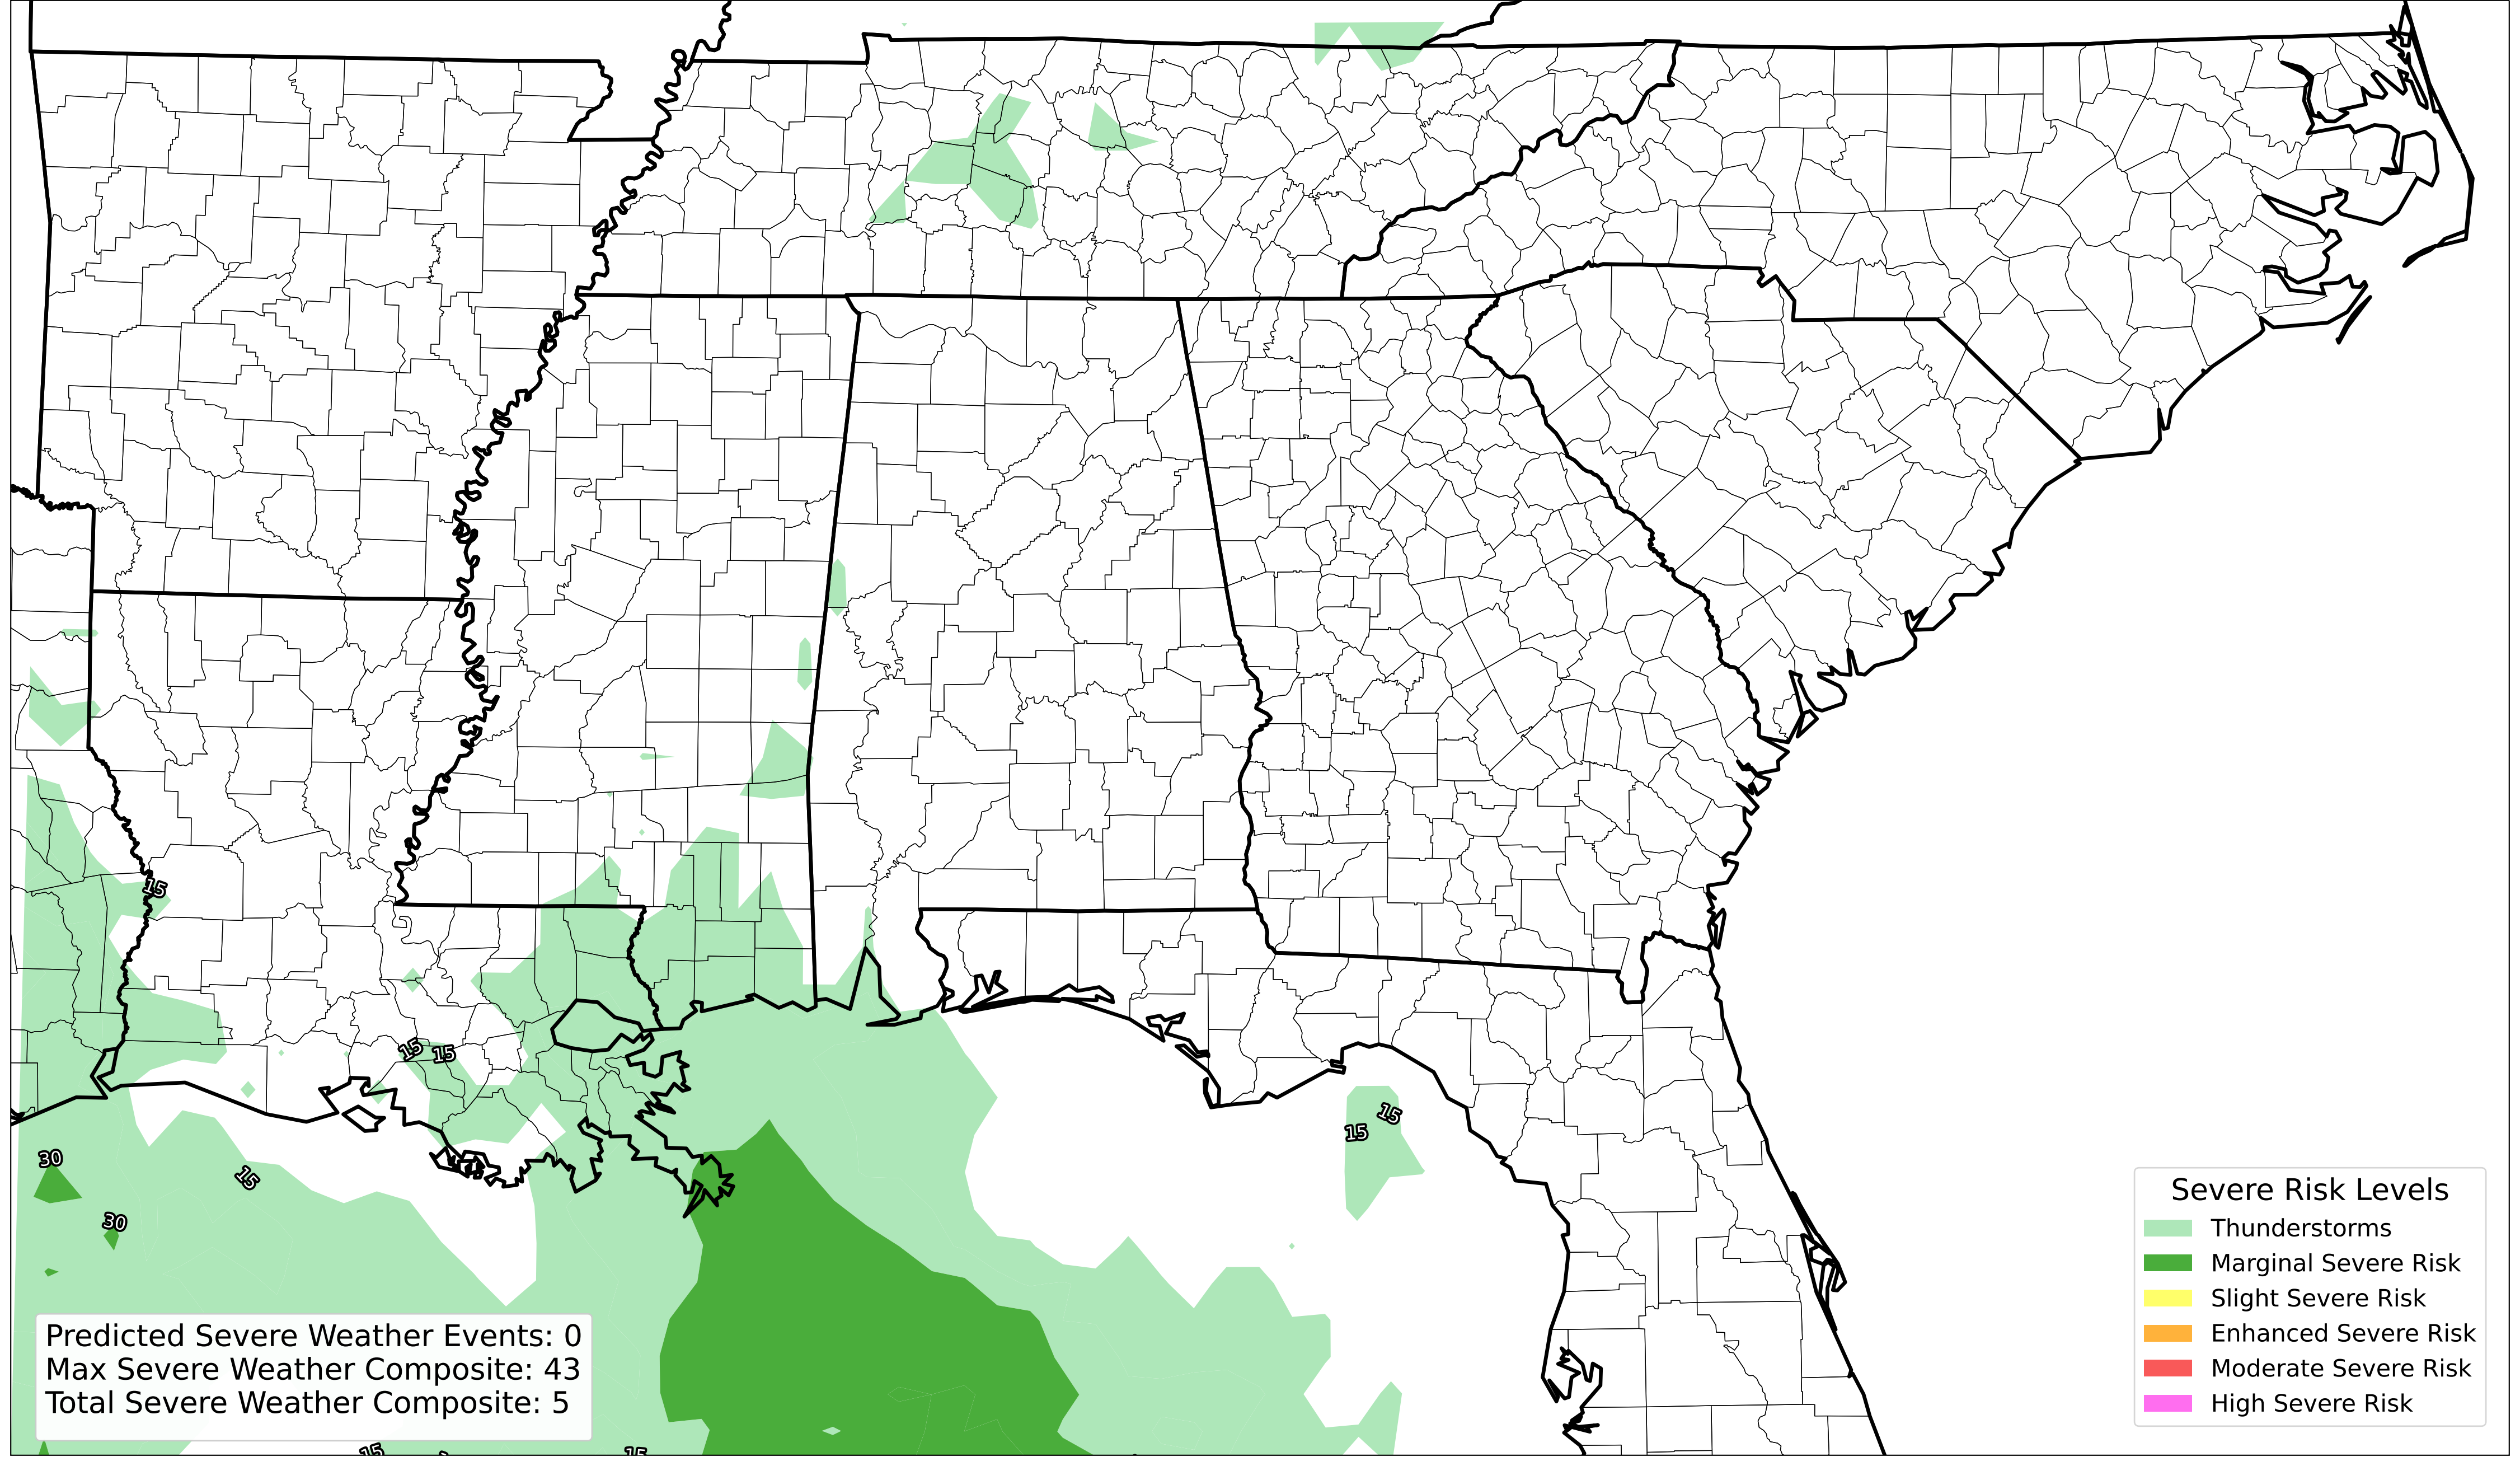 15
15
15
15
15
30
15
30
Severe Risk Levels
Thunderstorms
Marginal Severe Risk
Slight Severe Risk
Enhanced Severe Risk
Moderate Severe Risk
High Severe Risk
Predicted Severe Weather Events: 0
Max Severe Weather Composite: 43
Total Severe Weather Composite: 5
15
15